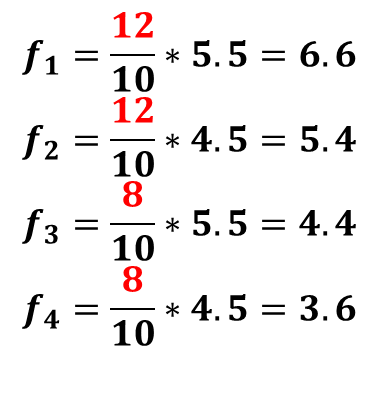 f₁ = 12/10 * 5.5 = 6.6
f₂ = 12/10 * 4.5 = 5.4
f₃ = 8/10 * 5.5 = 4.4
f₄ = 8/10 * 4.5 = 3.6